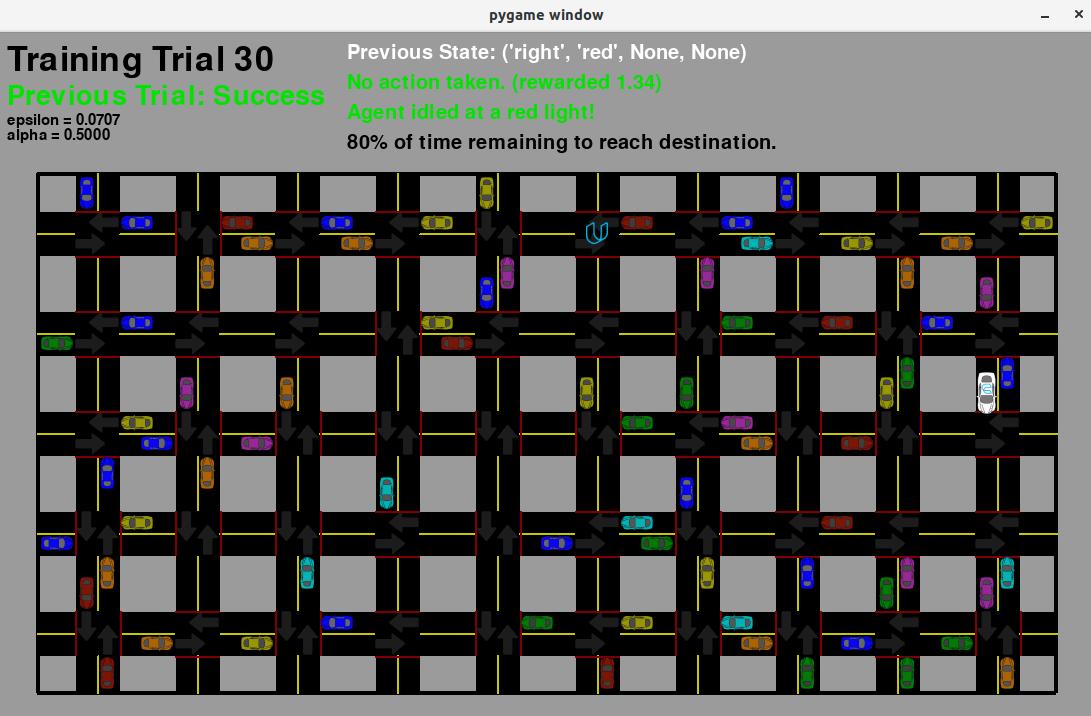 pygame window
Training Trial 30
Previous Trial: Success
epsilon = 0.0707
alpha = 0.5000
Previous State: ('right', 'red', None, None)
No action taken. (rewarded 1.34)
Agent idled at a red light!
80% of time remaining to reach destination.